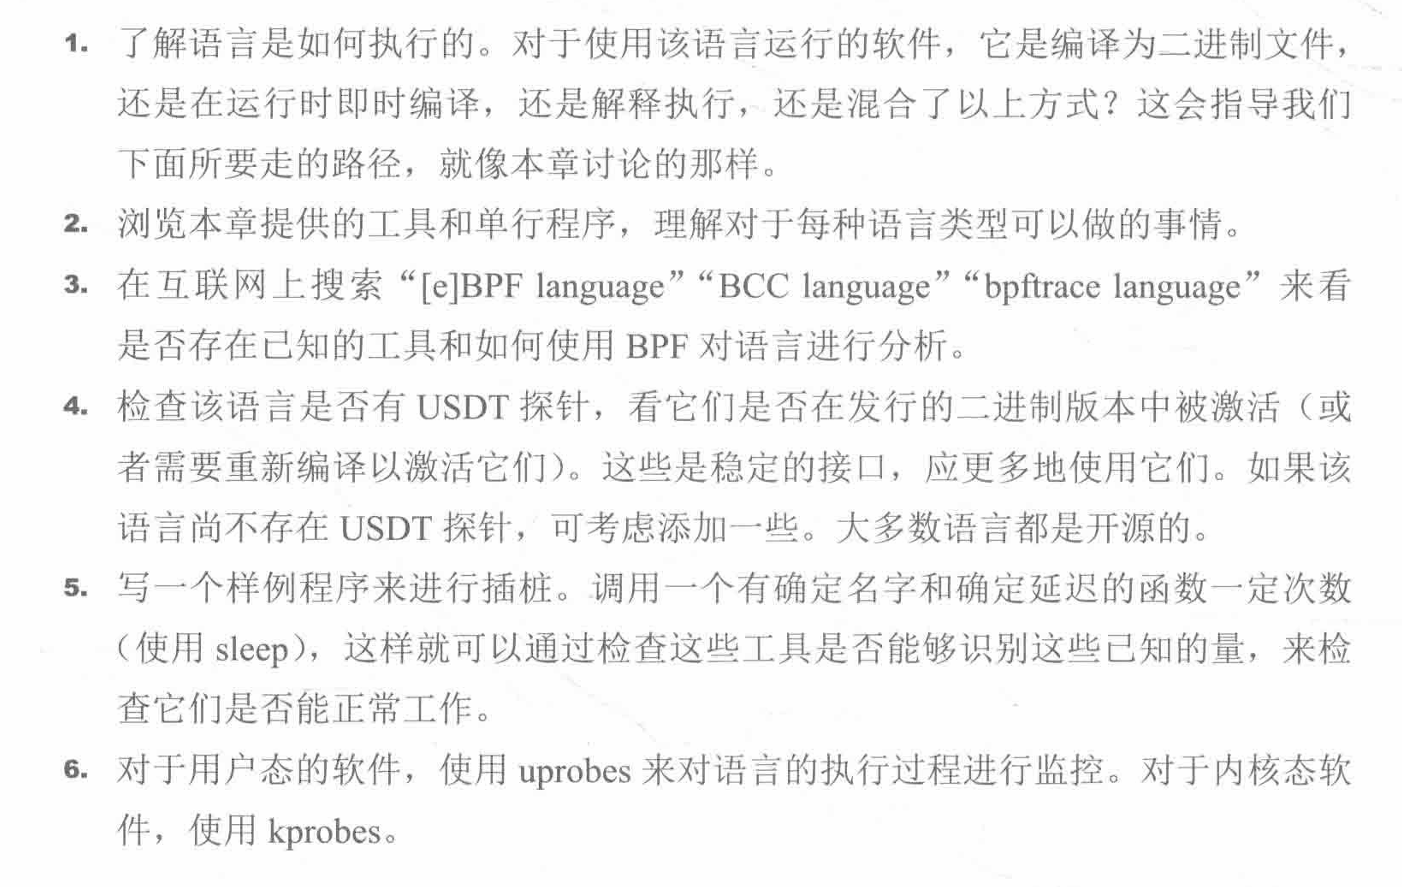 1. 了解语言是如何执行的。对于使用该语言运行的软件，它是编译为二进制文件，
还是在运行时即时编译，还是解释执行，还是混合了以上方式？这会指导我们
下面所要走的路径，就像本章讨论的那样。
2. 浏览本章提供的工具和单行程序，理解对于每种语言类型可以做的事情。
3. 在互联网上搜索“[e]BPF language”“BCC language”“bpftrace language”来看
是否存在已知的工具和如何使用 BPF 对语言进行分析。
4. 检查该语言是否有 USDT 探针，看它们是否在发行的二进制版本中被激活（或
者需要重新编译以激活它们）。这些是稳定的接口，应更多地使用它们。如果该
语言尚不存在 USDT 探针，可考虑添加一些。大多数语言都是开源的。
5. 写一个样例程序来进行插桩。调用一个有确定名字和确定延迟的函数一定次数
（使用 sleep），这样就可以通过检查这些工具是否能够识别这些已知的量，来检
查它们是否能正常工作。
6. 对于用户态的软件，使用 uprobes 来对语言的执行过程进行监控。对于内核态软
件，使用 kprobes。